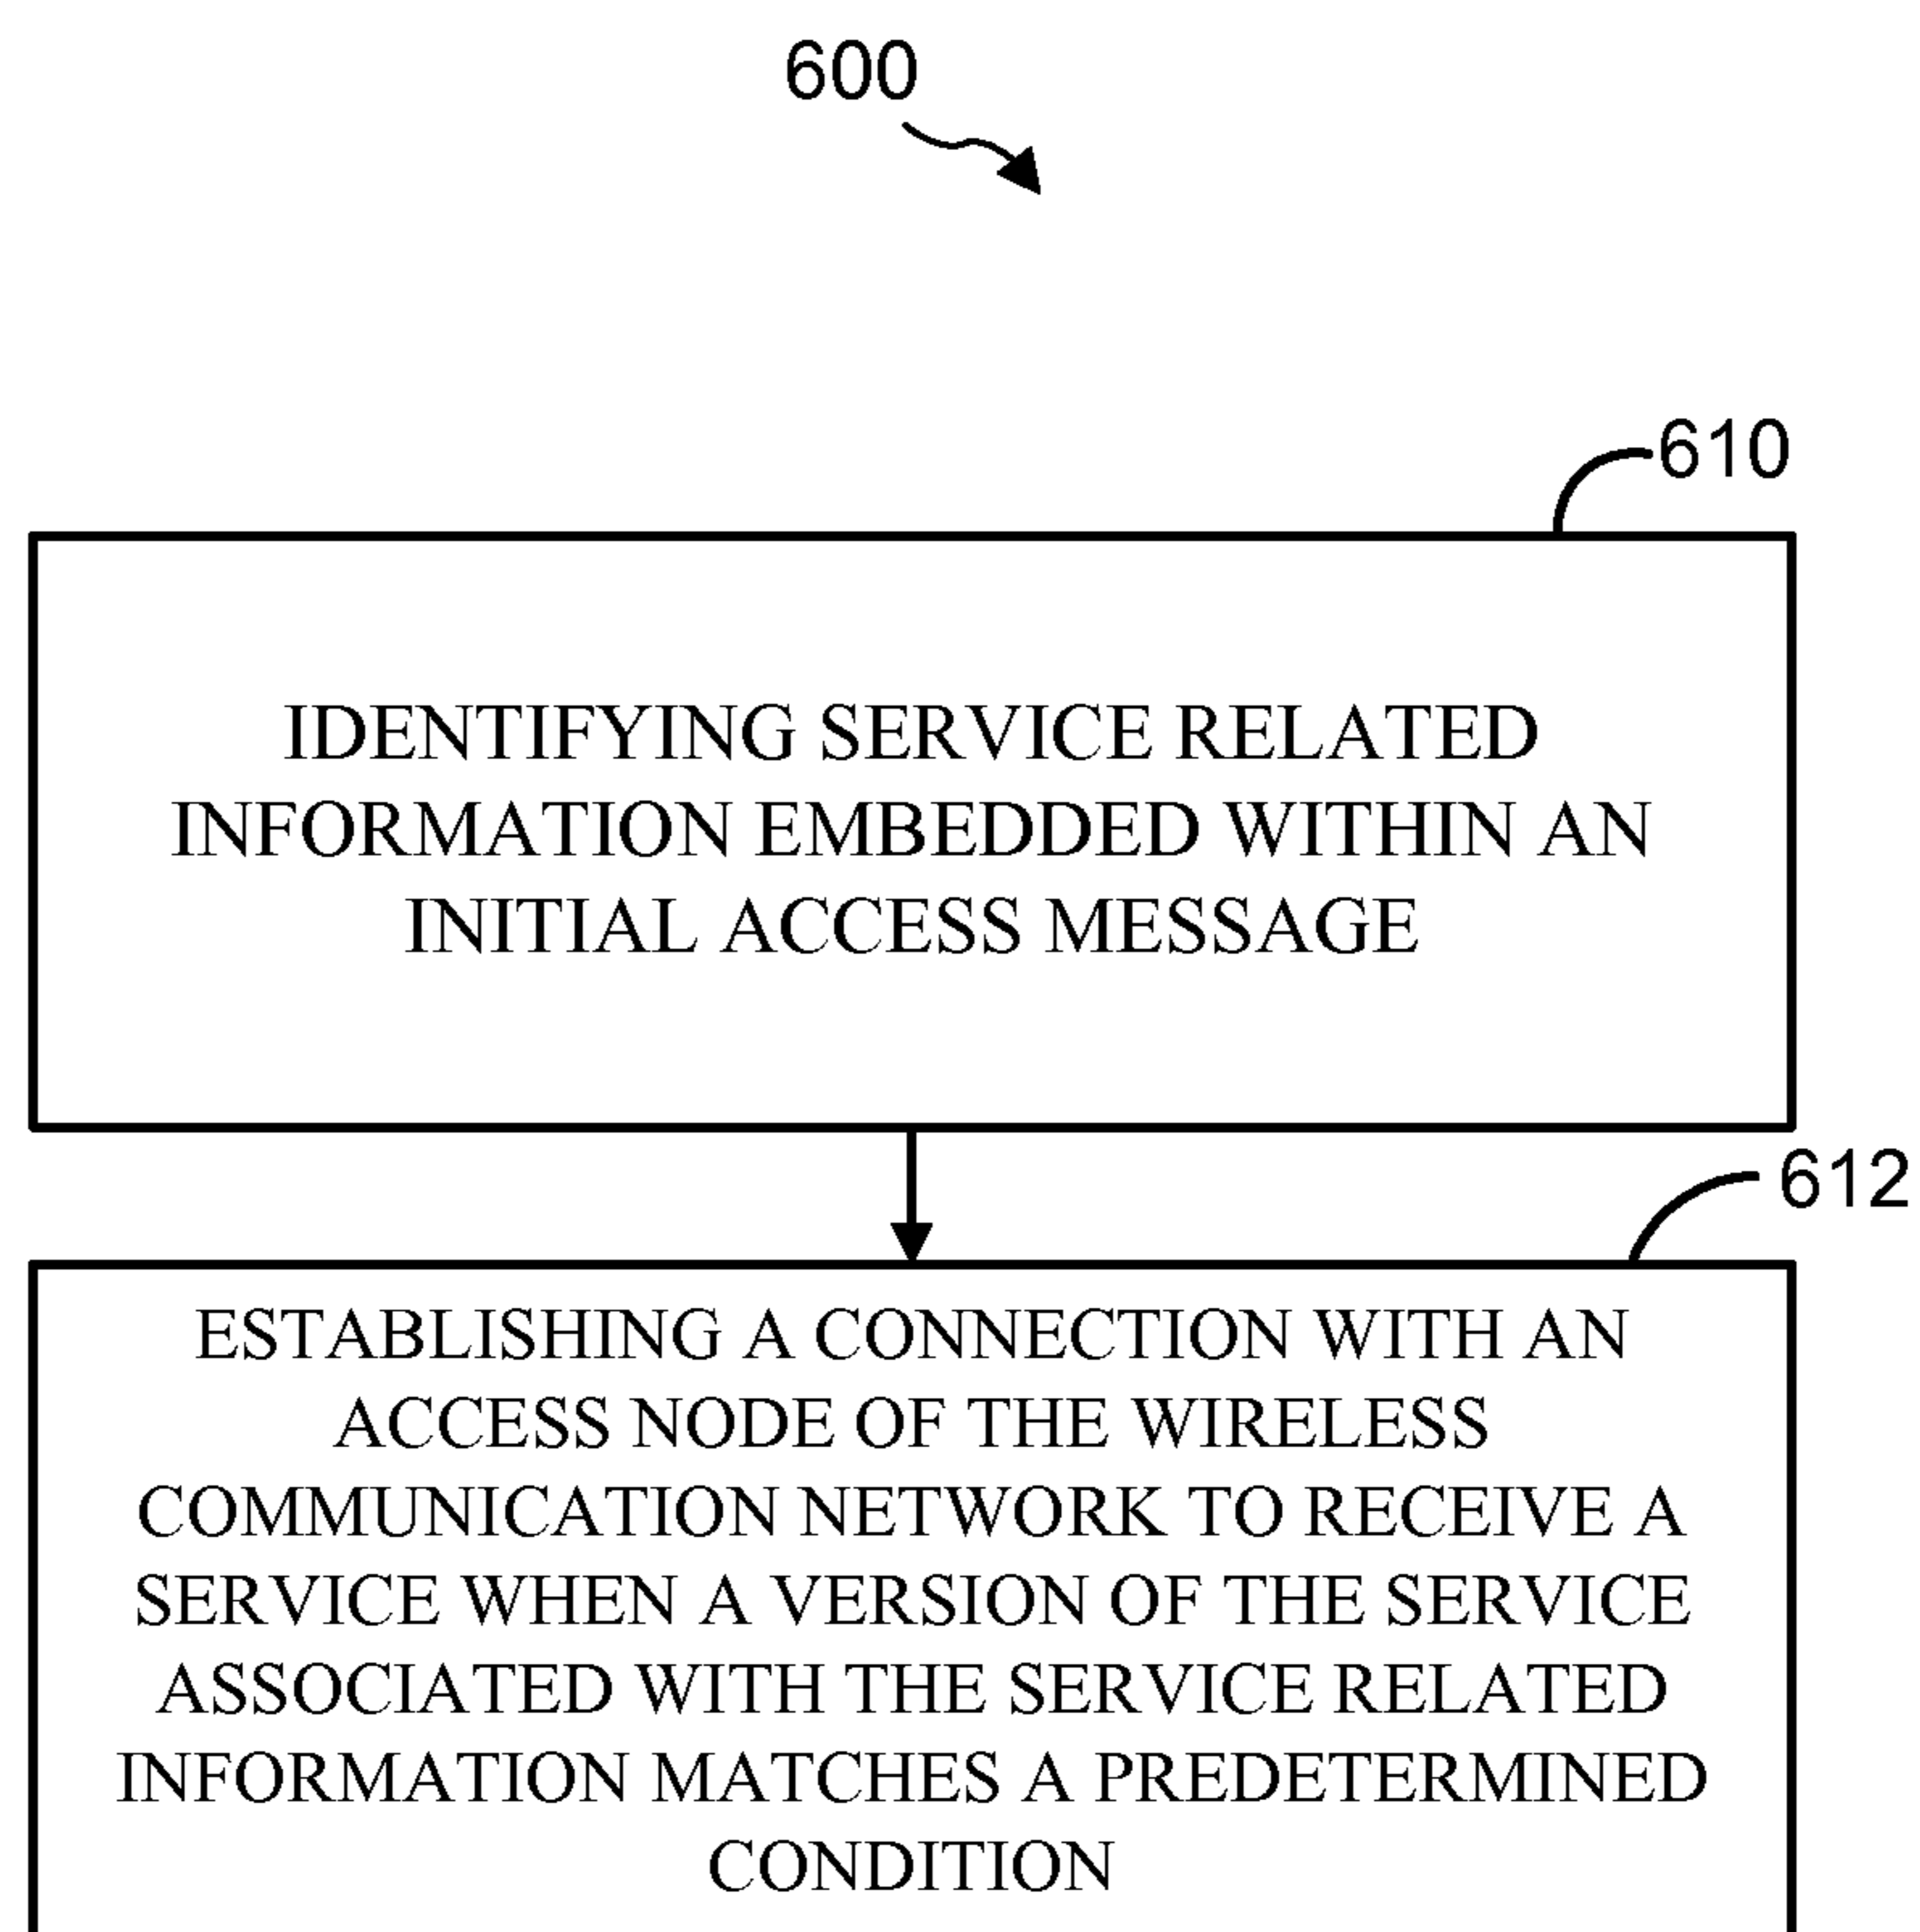 600
610
IDENTIFYING SERVICE RELATED
INFORMATION EMBEDDED WITHIN AN
INITIAL ACCESS MESSAGE
612
ESTABLISHING A CONNECTION WITH AN
ACCESS NODE OF THE WIRELESS
COMMUNICATION NETWORK TO RECEIVE A
SERVICE WHEN A VERSION OF THE SERVICE
ASSOCIATED WITH THE SERVICE RELATED
INFORMATION MATCHES A PREDETERMINED
CONDITION